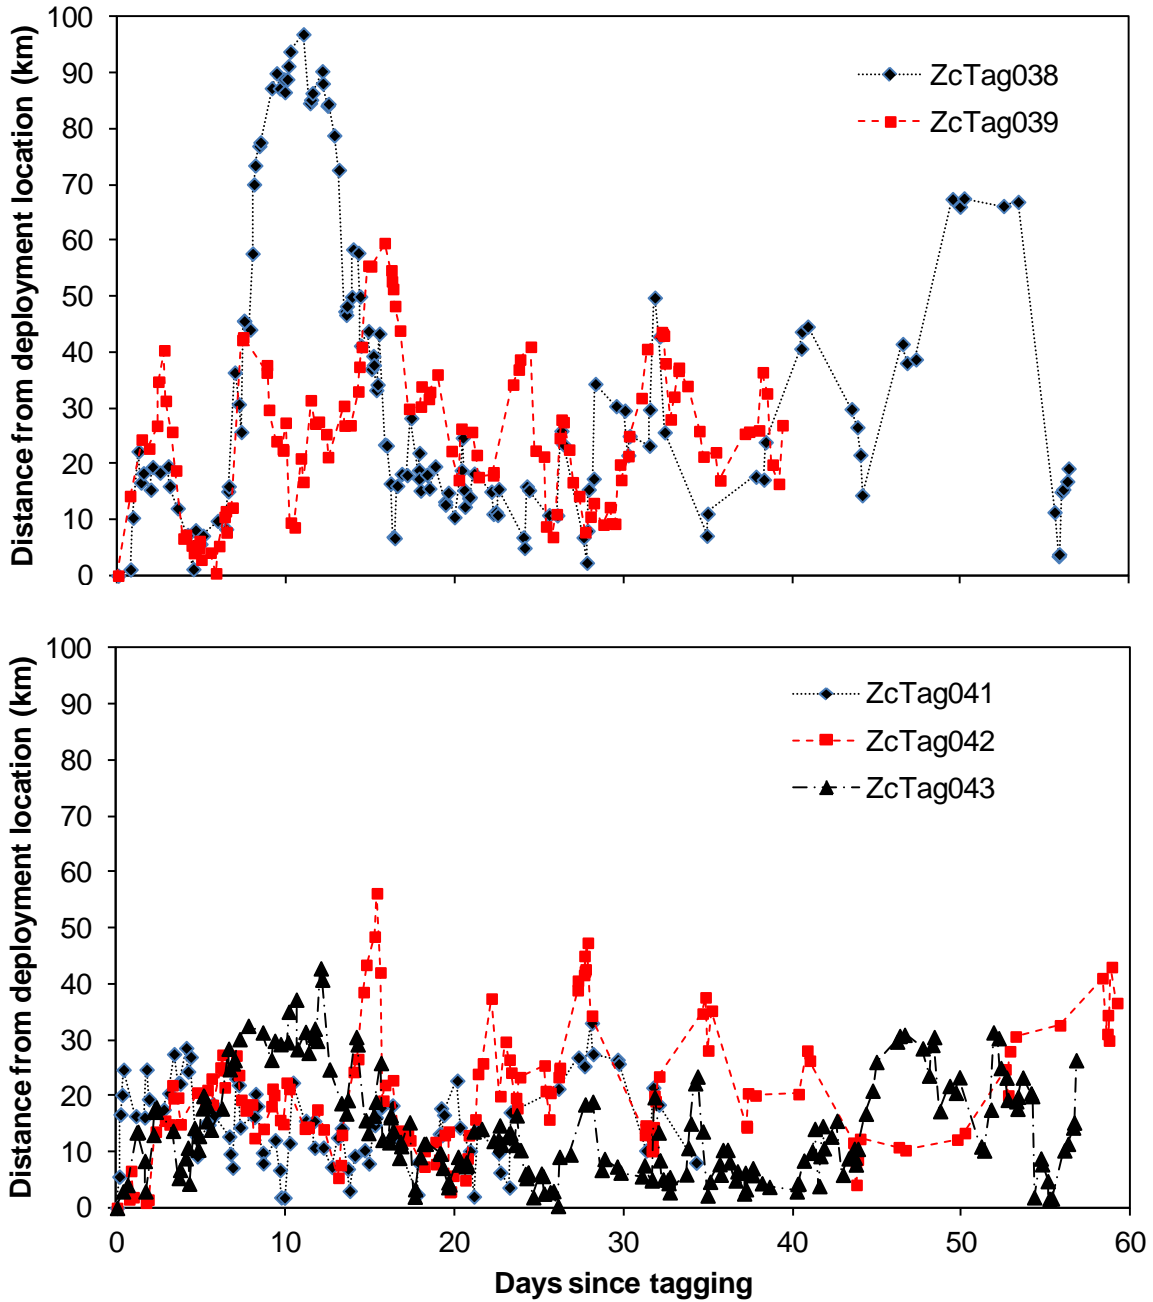 100
90
80
70
60
50
40
30
20
10
0
Distance from deployment location (km)
ZcTag038
ZcTag039
100
90
80
70
60
50
40
30
20
10
0
Distance from deployment location (km)
ZcTag041
ZcTag042
ZcTag043
0 10 20 30 40 50 60
Days since tagging